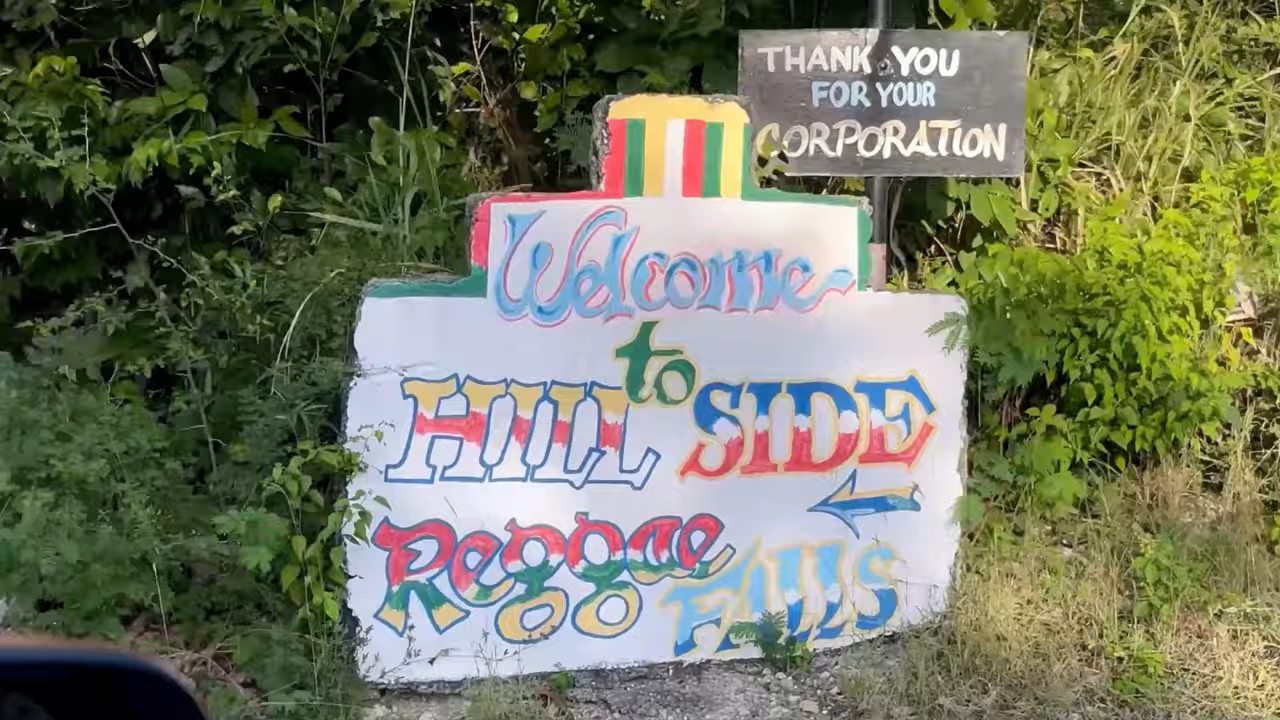 THANK YOU
FOR YOUR
CORPORATION
Welcome
to
HILL SIDE
Reggae FALLS